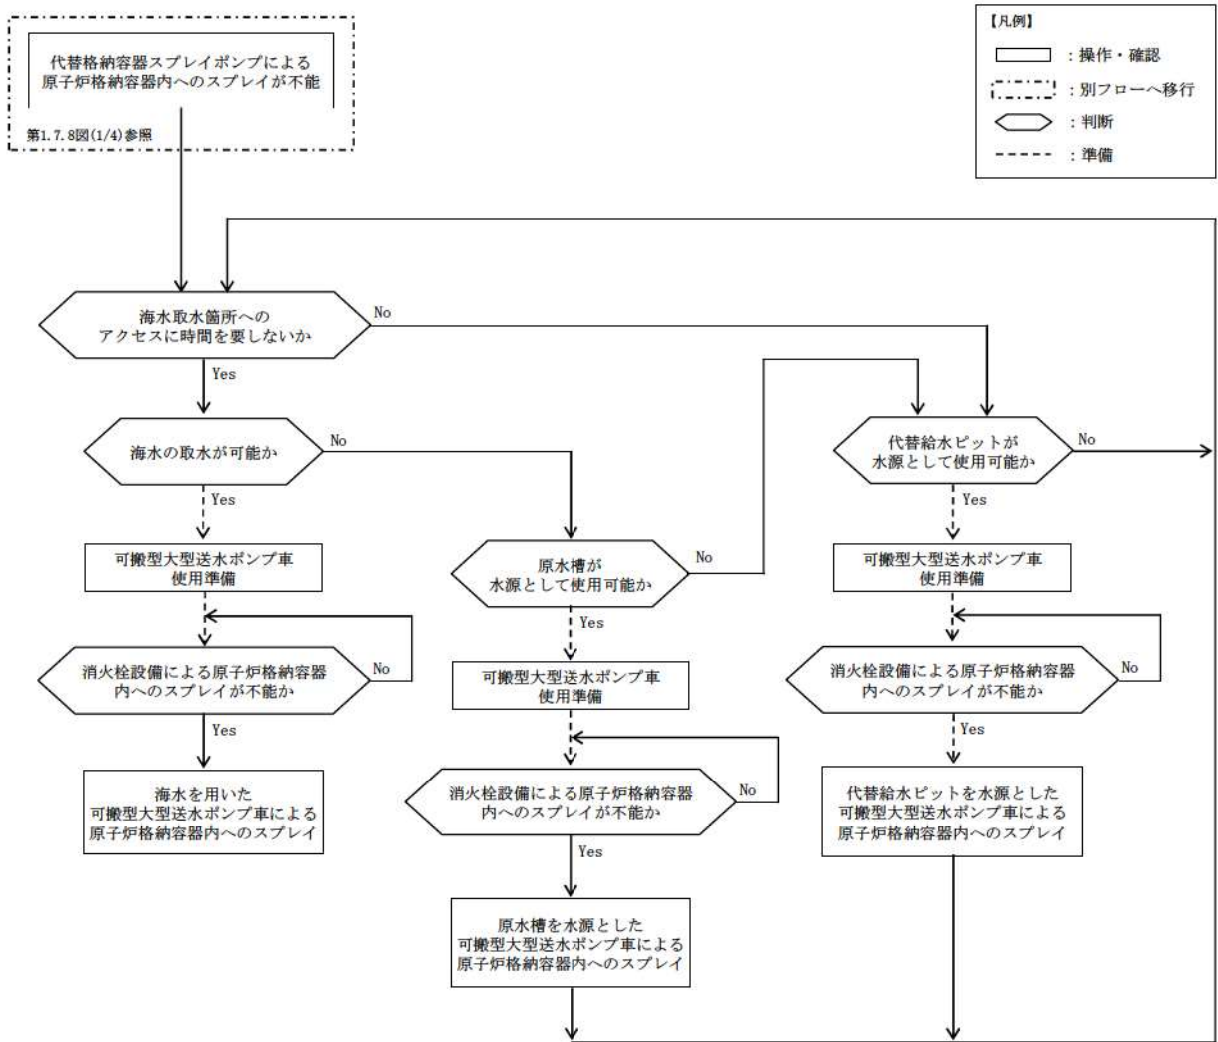 代替格納容器スプレイポンプによる
原子炉格納容器内へのスプレイが不能
第1.7.8図(1/4)参照
【凡例】
：操作・確認
：別フローへ移行
：判断
：準備
海水取水箇所への
アクセスに時間を要しないか
No
Yes
海水の取水が可能か
No
Yes
代替給水ピットが
水源として使用可能か
No
Yes
可搬型大型送水ポンプ車
使用準備
原水槽が
水源として使用可能か
No
Yes
可搬型大型送水ポンプ車
使用準備
消火栓設備による原子炉格納容器
内へのスプレイが不能か
No
Yes
可搬型大型送水ポンプ車
使用準備
消火栓設備による原子炉格納容器
内へのスプレイが不能か
No
Yes
海水を用いた
可搬型大型送水ポンプ車による
原子炉格納容器内へのスプレイ
消火栓設備による原子炉格納容器
内へのスプレイが不能か
No
Yes
代替給水ピットを水源とした
可搬型大型送水ポンプ車による
原子炉格納容器内へのスプレイ
原水槽を水源とした
可搬型大型送水ポンプ車による
原子炉格納容器内へのスプレイ